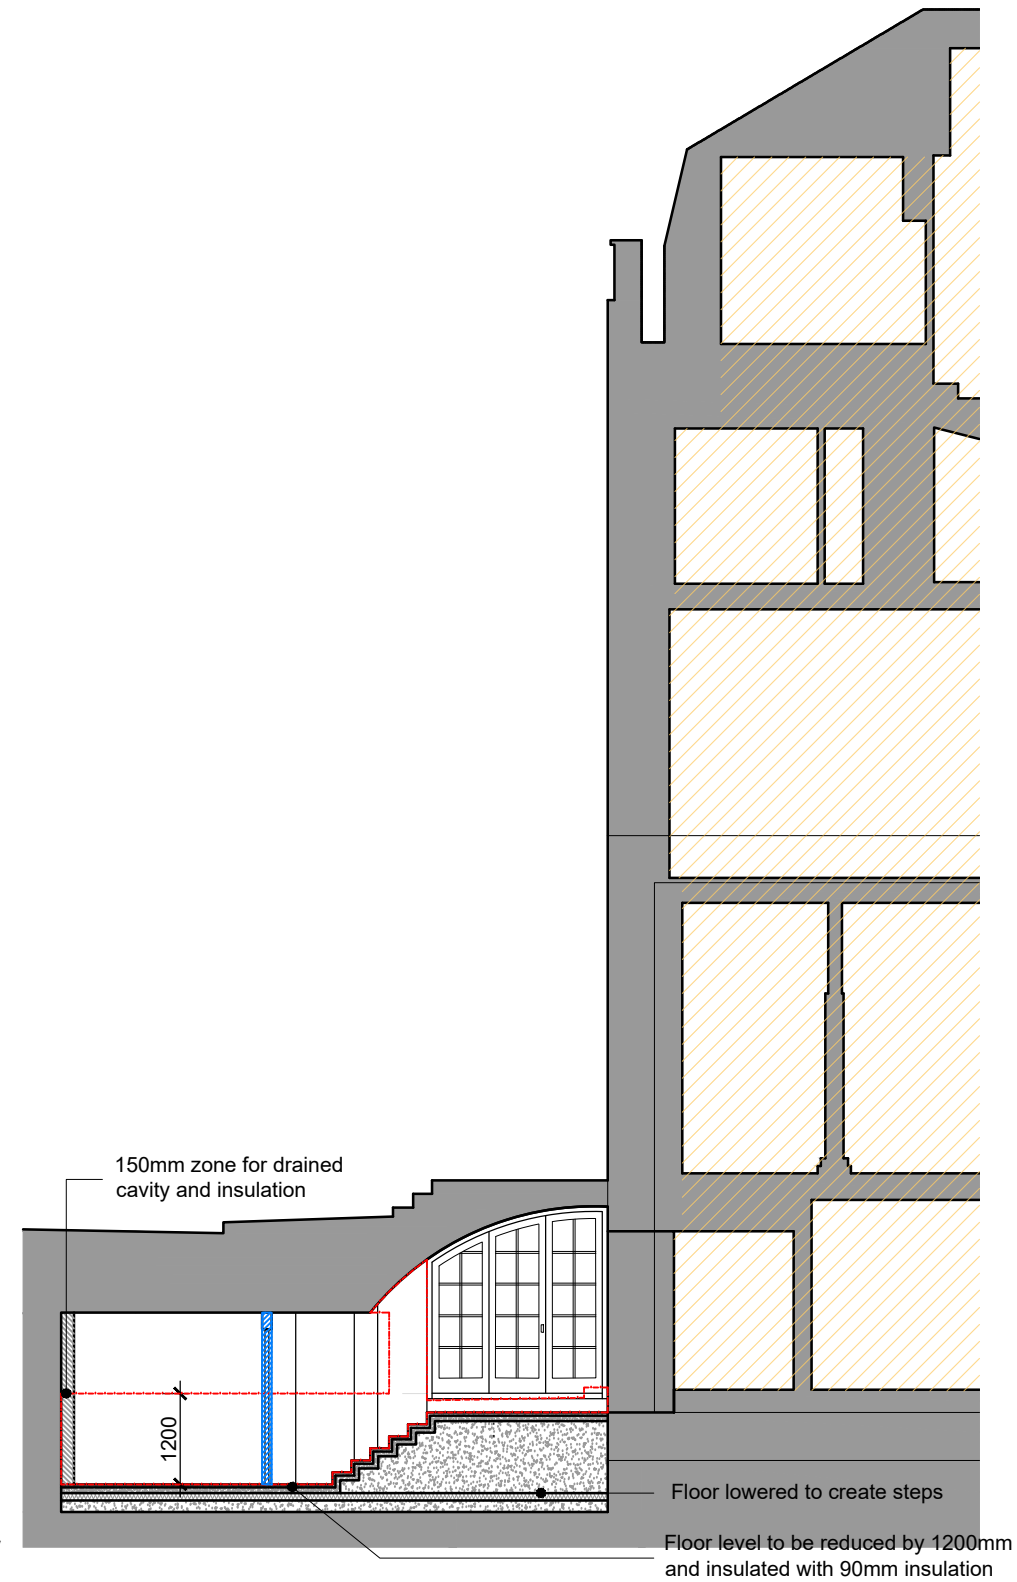 150mm zone for drained
cavity and insulation
1200
Floor lowered to create steps
Floor level to be reduced by 1200mm
and insulated with 90mm insulation